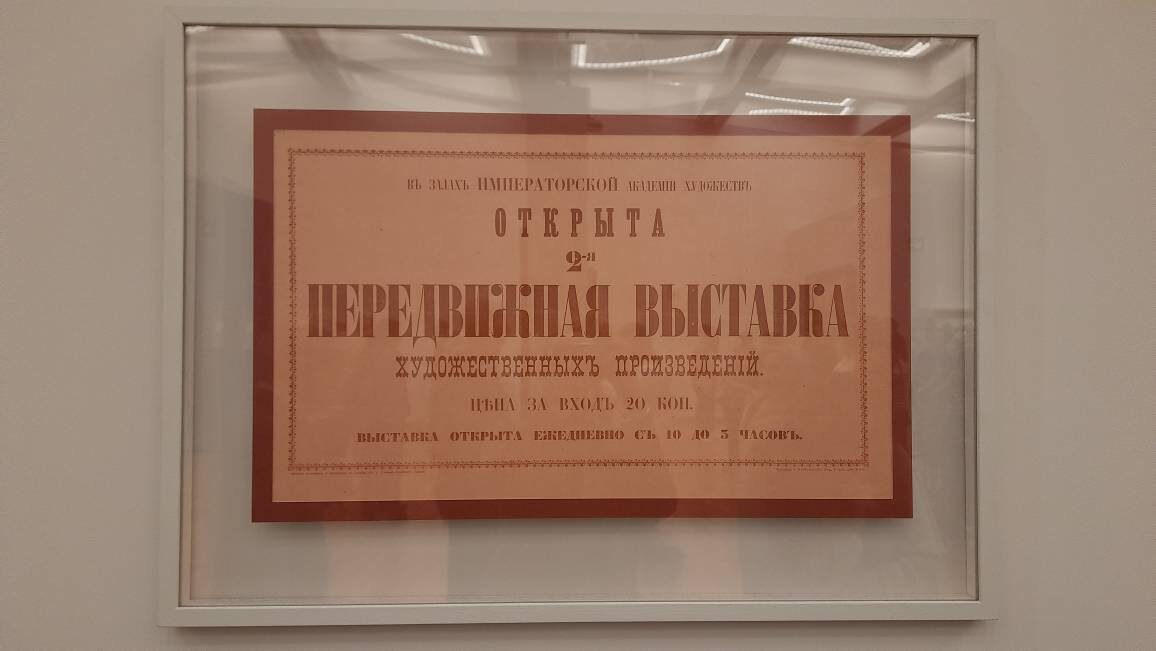 ВЪ ЗАЛАХЪ ИМПЕРАТОРСКОЙ АКАДЕМІИ ХУДОЖЕСТВЪ
ОТКРЫТА
2-я
ПЕРЕДВИЖНАЯ ВЫСТАВКА
ХУДОЖЕСТВЕННЫХЪ ПРОИЗВЕДЕНІЙ.
ЦѢНА ЗА ВХОДЪ 20 КОП.
ВЫСТАВКА ОТКРЫТА ЕЖЕДНЕВНО СЪ 10 ДО 3 ЧАСОВЪ.